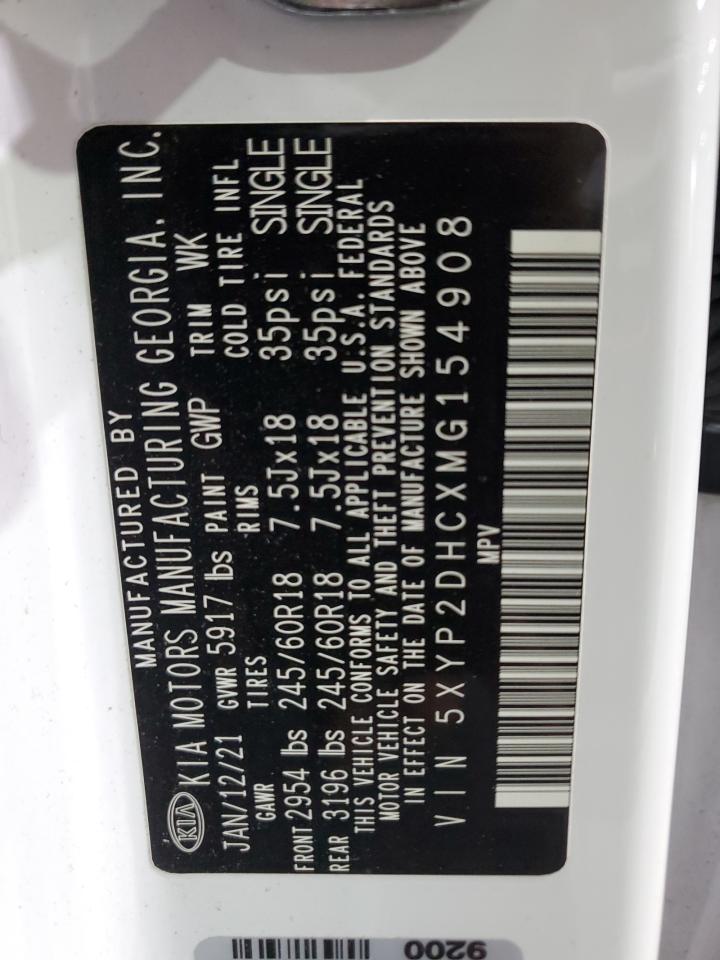 MANUFACTURED BY
KIA KIA MOTORS MANUFACTURING GEORGIA, INC.
JAN/12/21 GVWR 5917 lbs PAINT GWP TRIM WK
GAWR TIRES RIMS COLD TIRE INFL
FRONT 2954 lbs 245/60R18 7.5Jx18 35psi SINGLE
REAR 3196 lbs 245/60R18 7.5Jx18 35psi SINGLE
THIS VEHICLE CONFORMS TO ALL APPLICABLE U.S.A. FEDERAL
MOTOR VEHICLE SAFETY AND THEFT PREVENTION STANDARDS
IN EFFECT ON THE DATE OF MANUFACTURE SHOWN ABOVE
VIN 5XYP2DHCXMG154908
MPV
9200